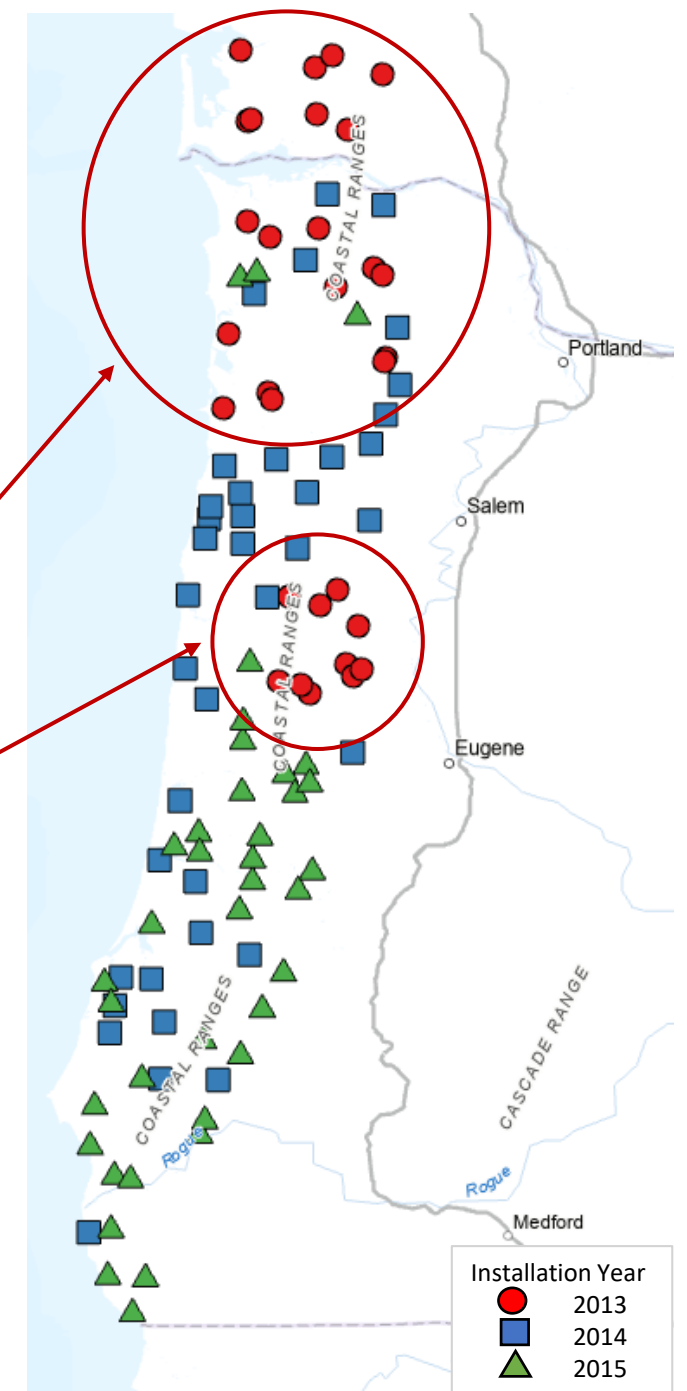 COASTAL RANGES
Portland
Salem
COASTAL RANGES
Eugene
COASTAL RANGES
CASCADE RANGE
Rogue
Rogue
Medford
Installation Year
2013
2014
2015